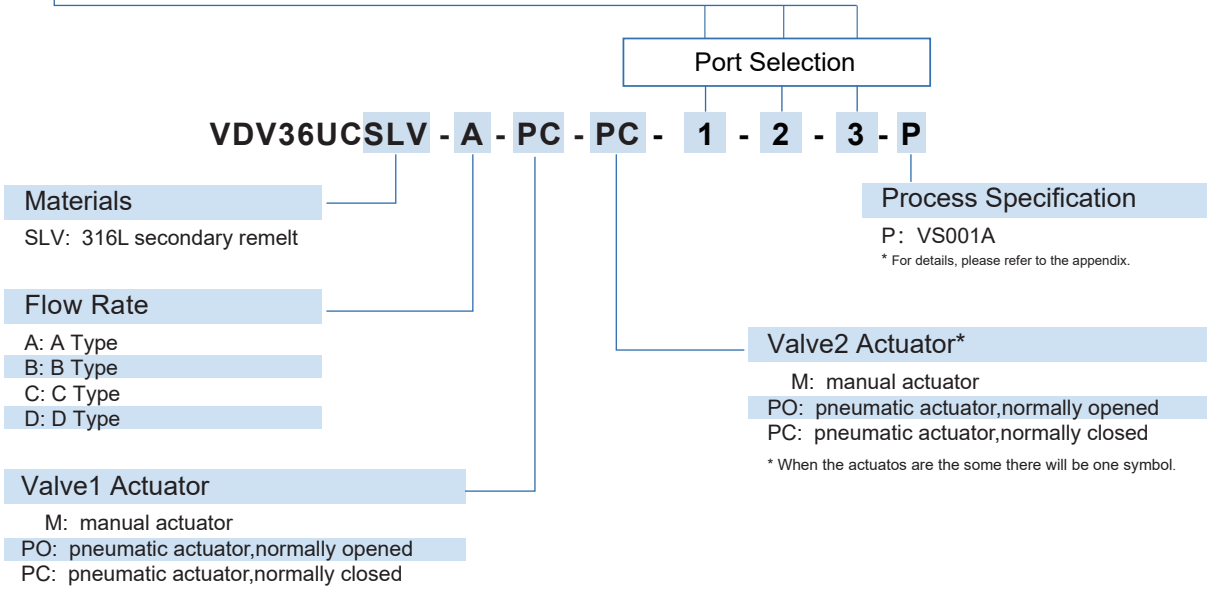 Port Selection
VDV36UCSLV - A - PC - PC - 1 - 2 - 3 - P
Materials
SLV: 316L secondary remelt
Process Specification
P: VS001A
* For details, please refer to the appendix.
Flow Rate
A: A Type
B: B Type
C: C Type
D: D Type
Valve2 Actuator*
M: manual actuator
PO: pneumatic actuator,normally opened
PC: pneumatic actuator,normally closed
* When the actuatos are the some there will be one symbol.
Valve1 Actuator
M: manual actuator
PO: pneumatic actuator,normally opened
PC: pneumatic actuator,normally closed